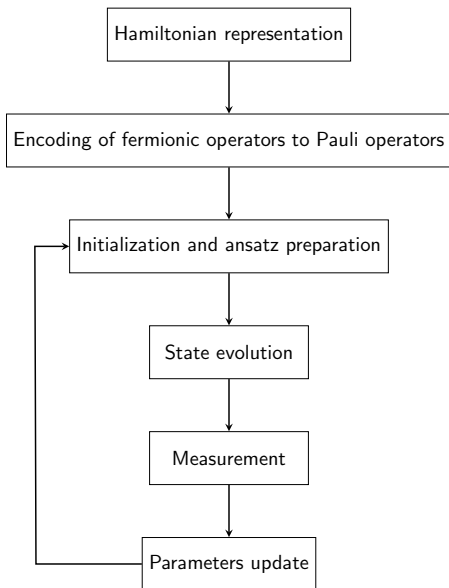 Hamiltonian representation
Encoding of fermionic operators to Pauli operators
Initialization and ansatz preparation
State evolution
Measurement
Parameters update